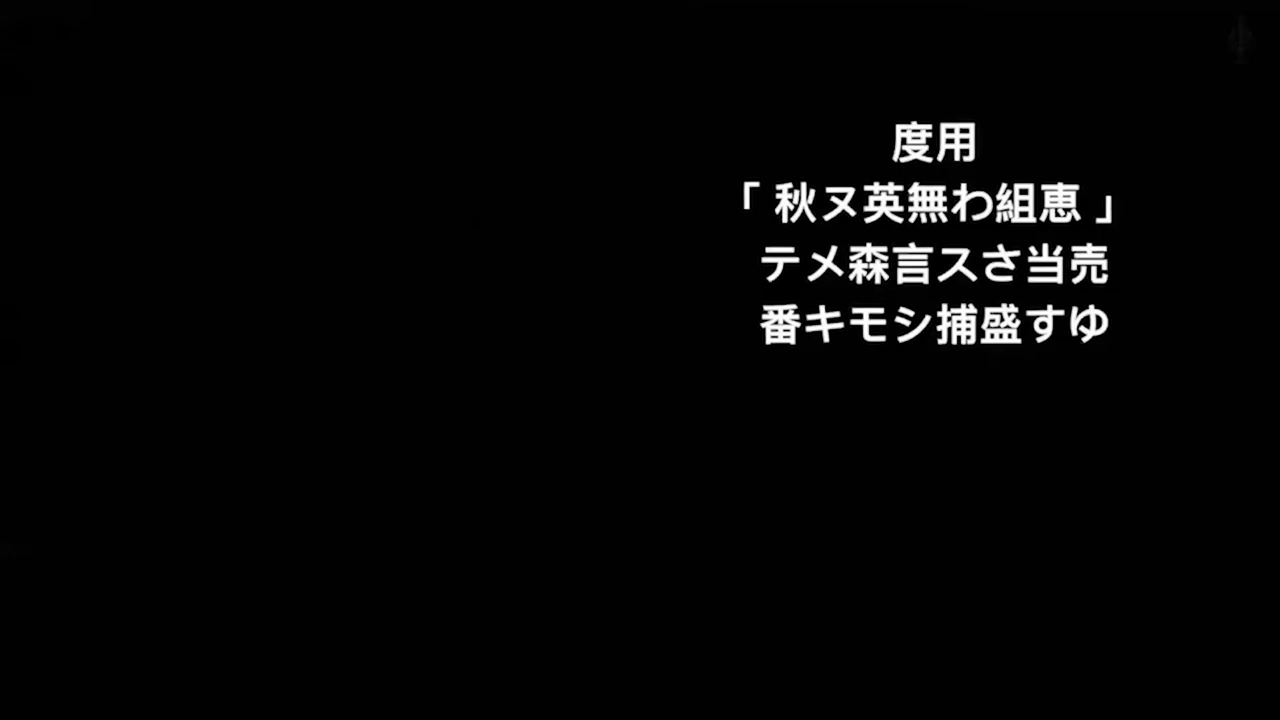 度用
「 秋ヌ英無わ組恵 」
テメ森言スさ当売
番キモシ捕盛すゆ